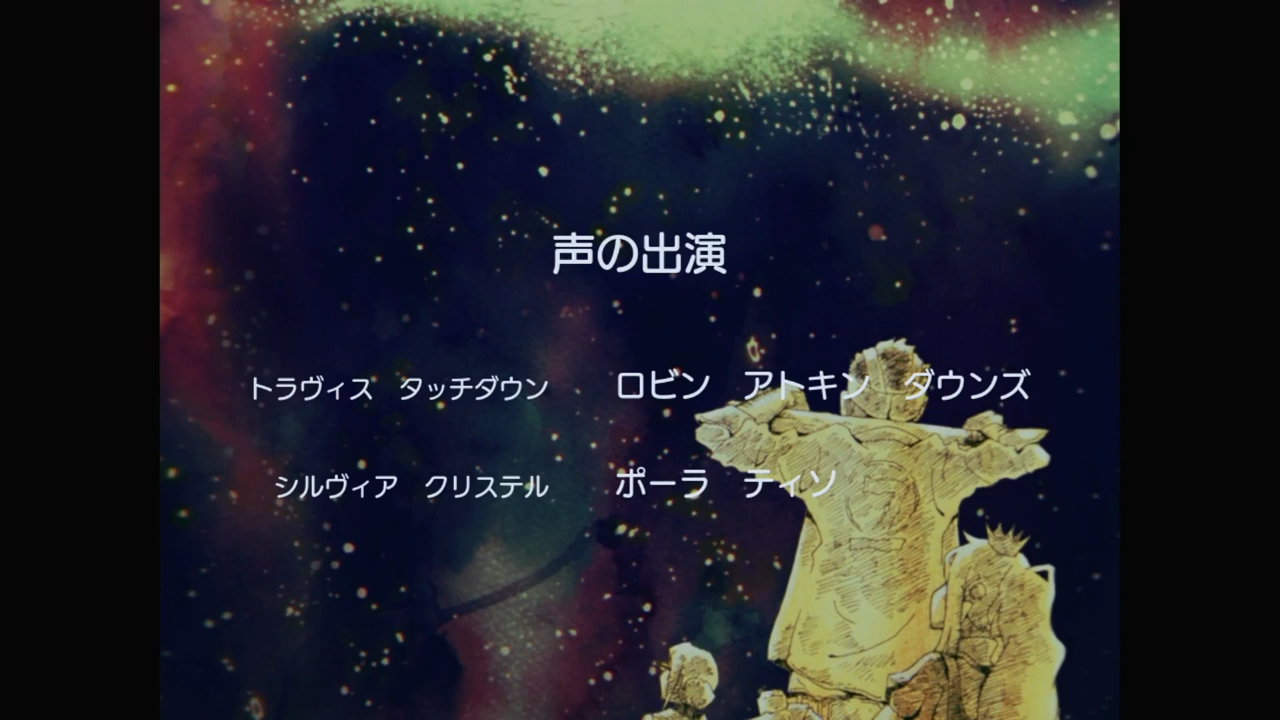 声の出演
トラヴィス　タッチダウン　ロビン　アトキン　ダウンズ
シルヴィア　クリステル　ポーラ　ティソ